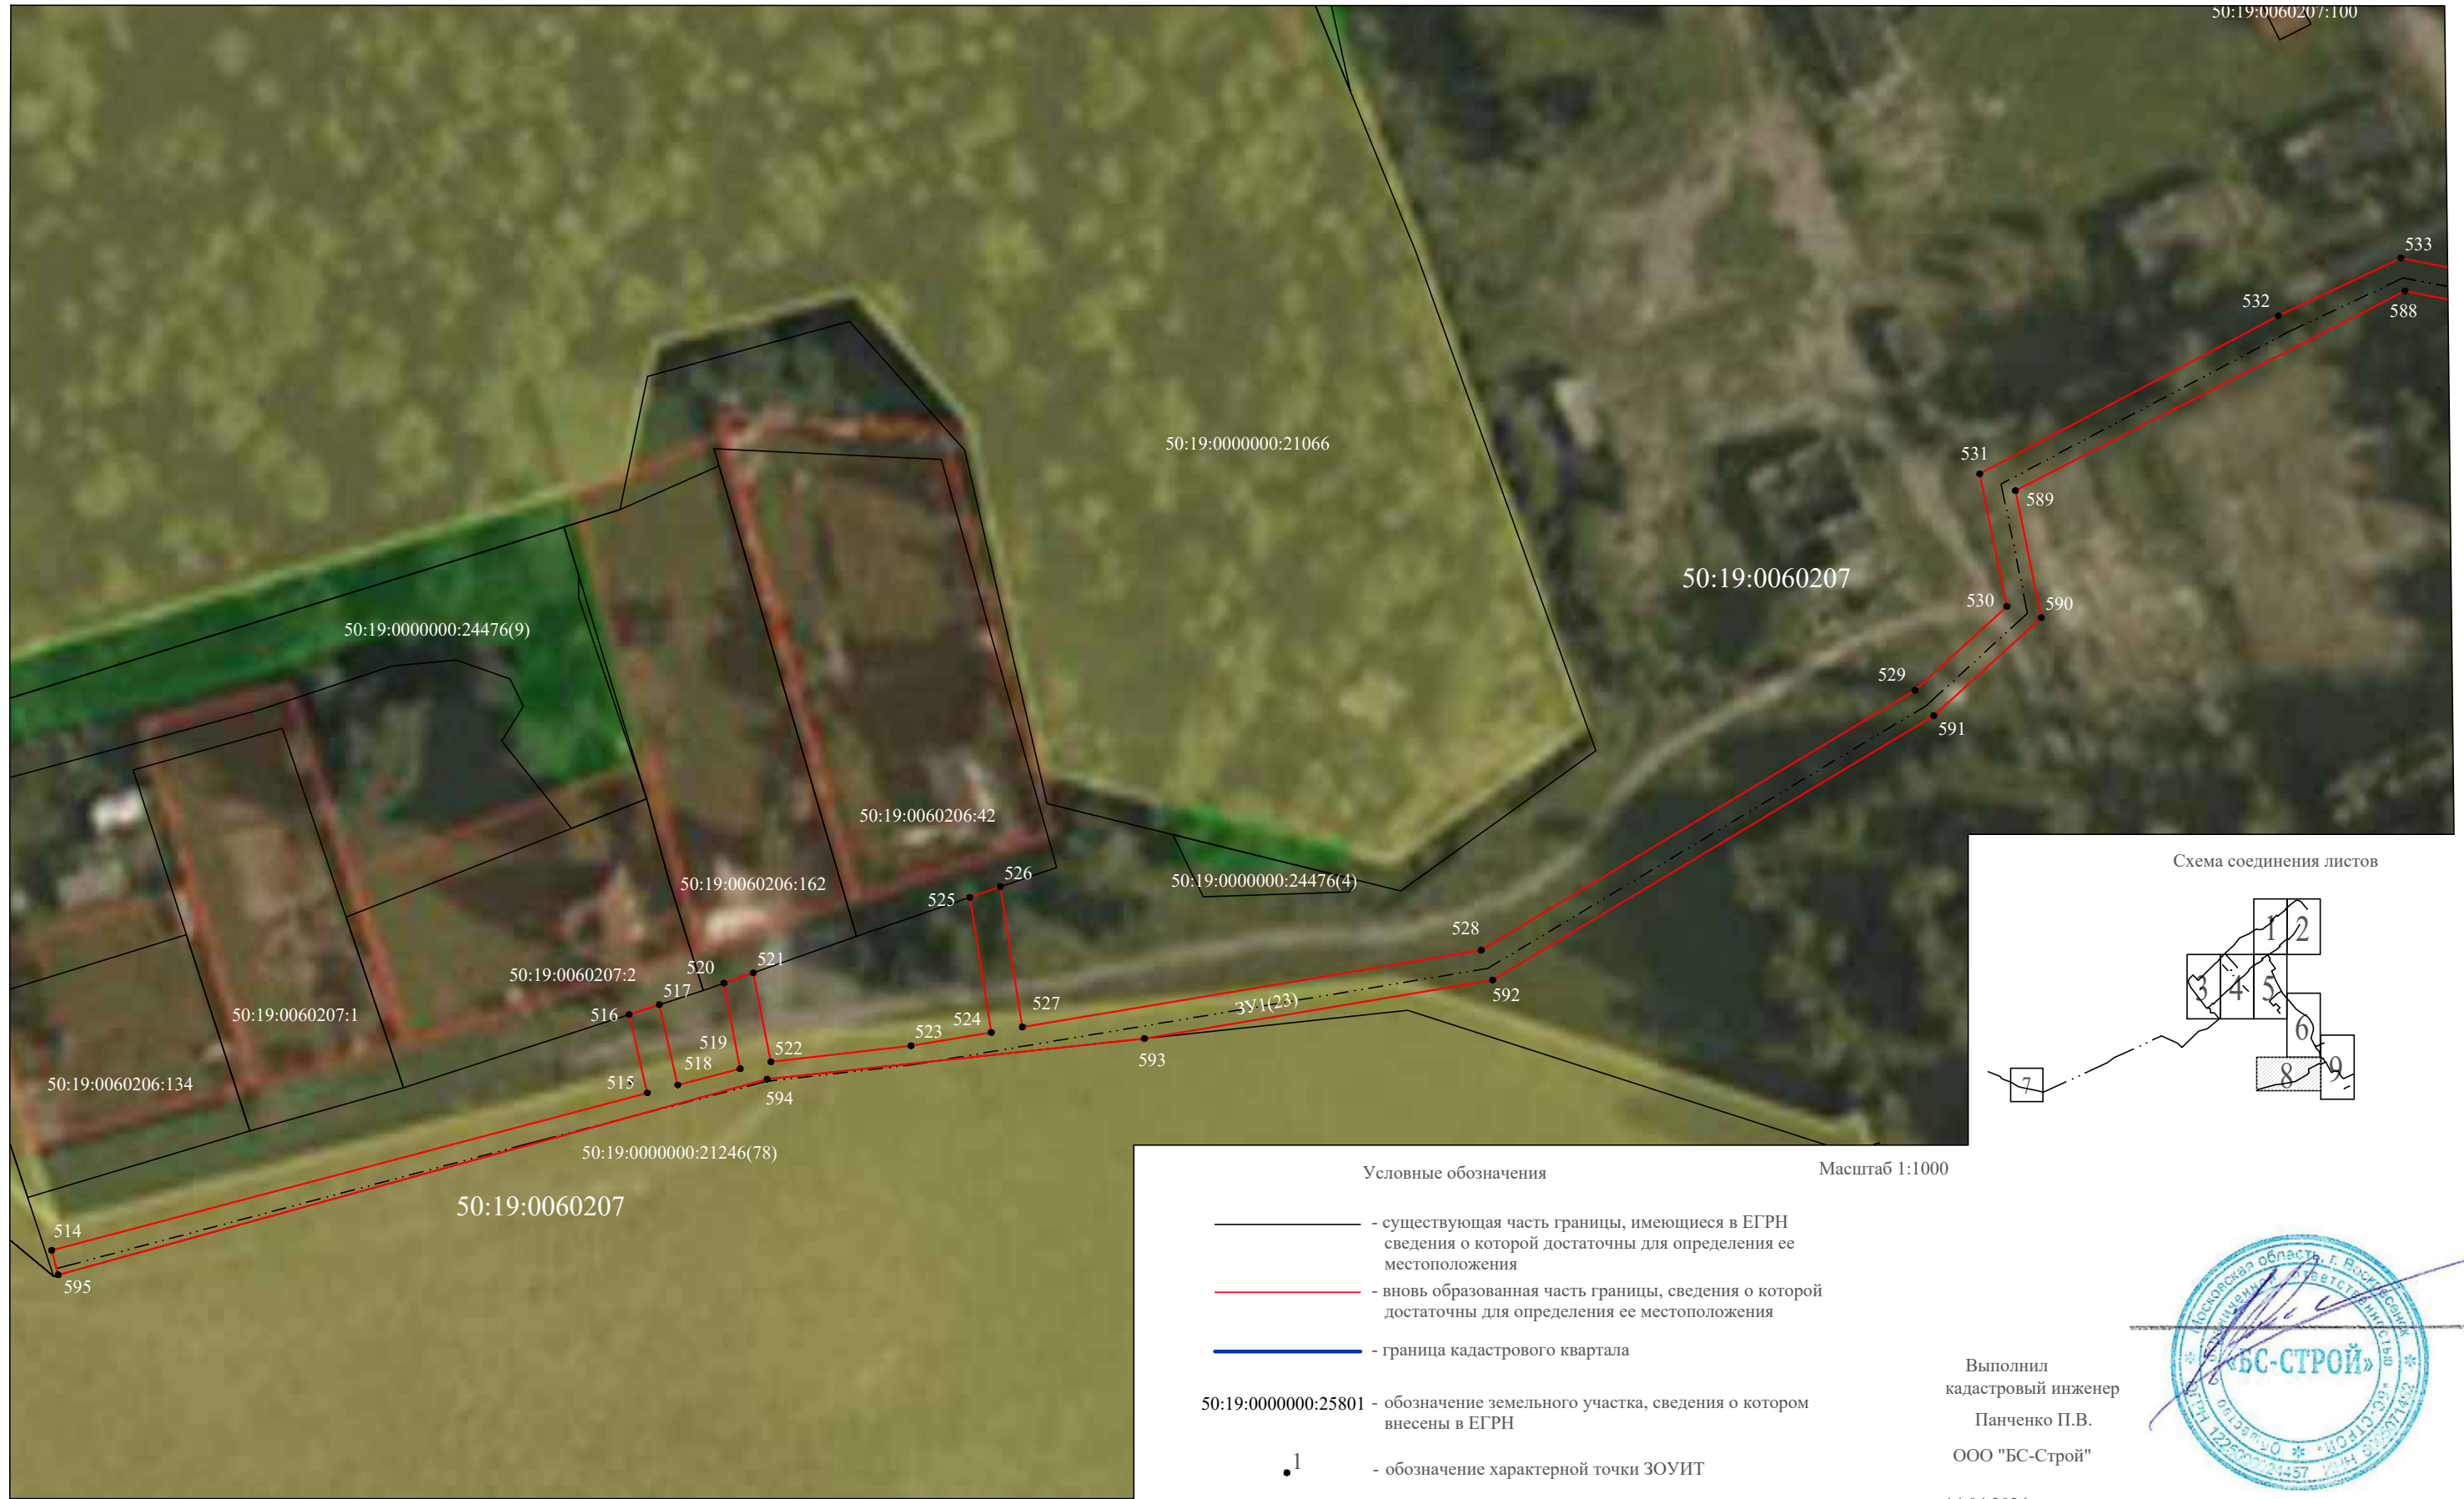 50:19:0060207:100
533
532
588
50:19:0000000:21066
531
589
50:19:0060207
530
590
50:19:0000000:24476(9)
529
591
50:19:0060206:42
50:19:0060206:162
50:19:0000000:24476(4)
526
525
528
521
520
50:19:0060207:2
517
516
50:19:0060207:1
527
524
523
ЗУ1(23)
592
519
522
593
518
515
594
50:19:0060206:134
50:19:0000000:21246(78)
50:19:0060207
514
595
Схема соединения листов
1 2
3 4 5
6
7
8 9
Условные обозначения
Масштаб 1:1000
- существующая часть границы, имеющиеся в ЕГРН
сведения о которой достаточны для определения ее
местоположения
- вновь образованная часть границы, сведения о которой
достаточны для определения ее местоположения
- граница кадастрового квартала
50:19:0000000:25801 - обозначение земельного участка, сведения о котором
внесены в ЕГРН
1
- обозначение характерной точки ЗОУИТ
Выполнил
кадастровый инженер
Панченко П.В.
ООО "БС-Строй"
Московская область, г. Воскресенск
ответственностью
Общество
«БС-СТРОЙ»